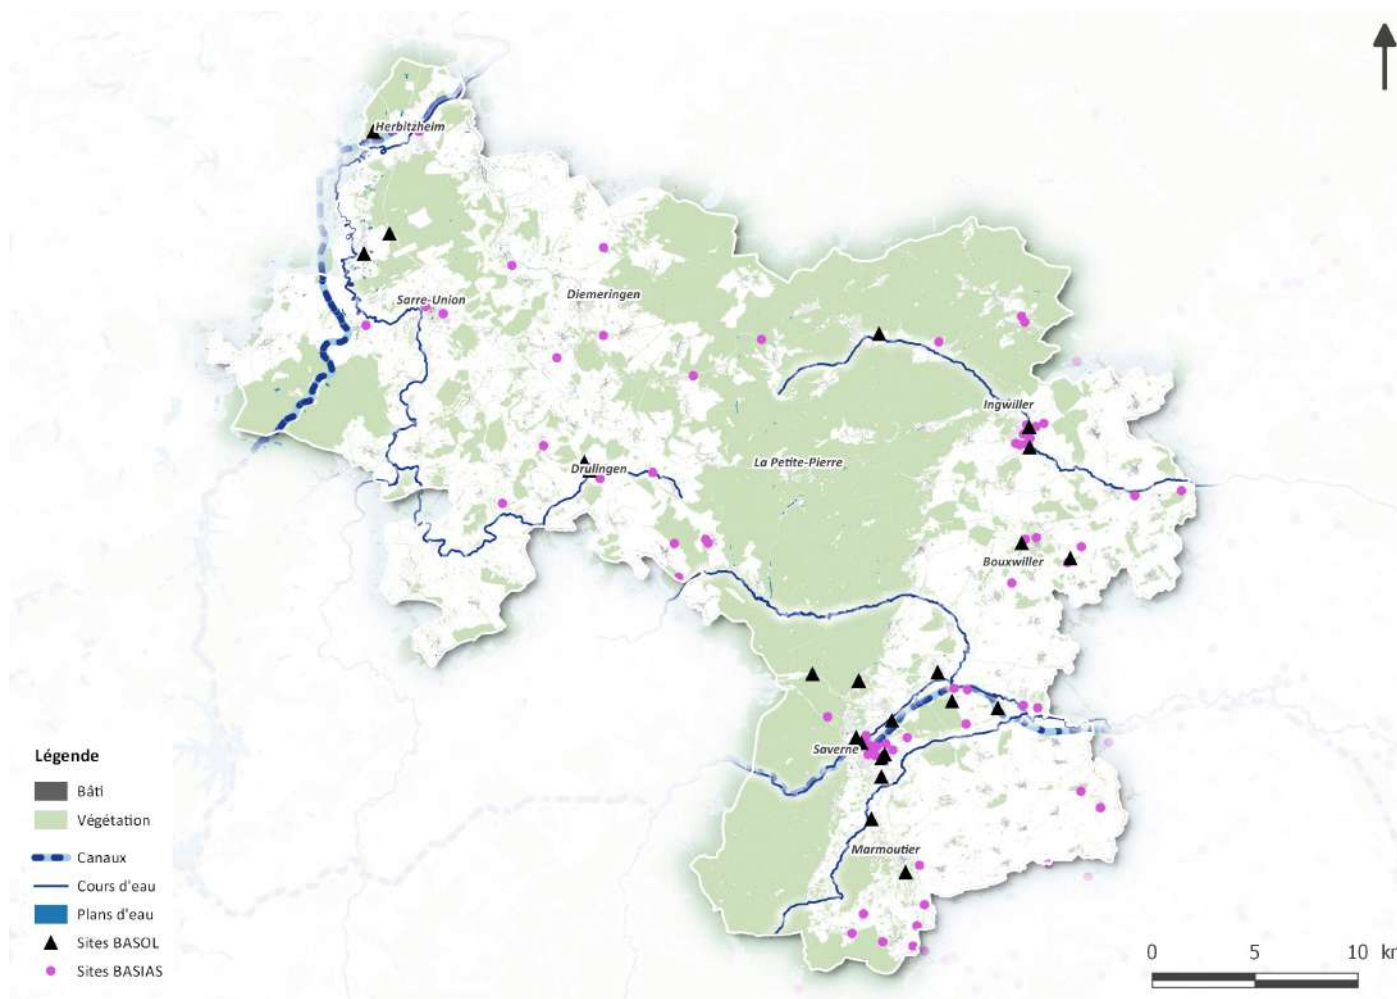 Herbitzheim
Sarre-Union
Diemeringen
Ingwiller
Drulingen
La Petite-Pierre
Bouxwiller
Saverne
Marmoutier
Légende
Bâti
Végétation
Canaux
Cours d'eau
Plans d'eau
Sites BASOL
Sites BASIAS
0 5 10 kr